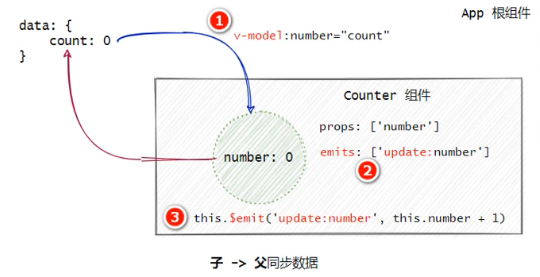 App 根组件
data: {
count: 0
}
1
v-model:number="count"
Counter 组件
props: ['number']
number: 0
emits: ['update:number']
2
3 this.$emit('update:number', this.number + 1)
子 -> 父同步数据